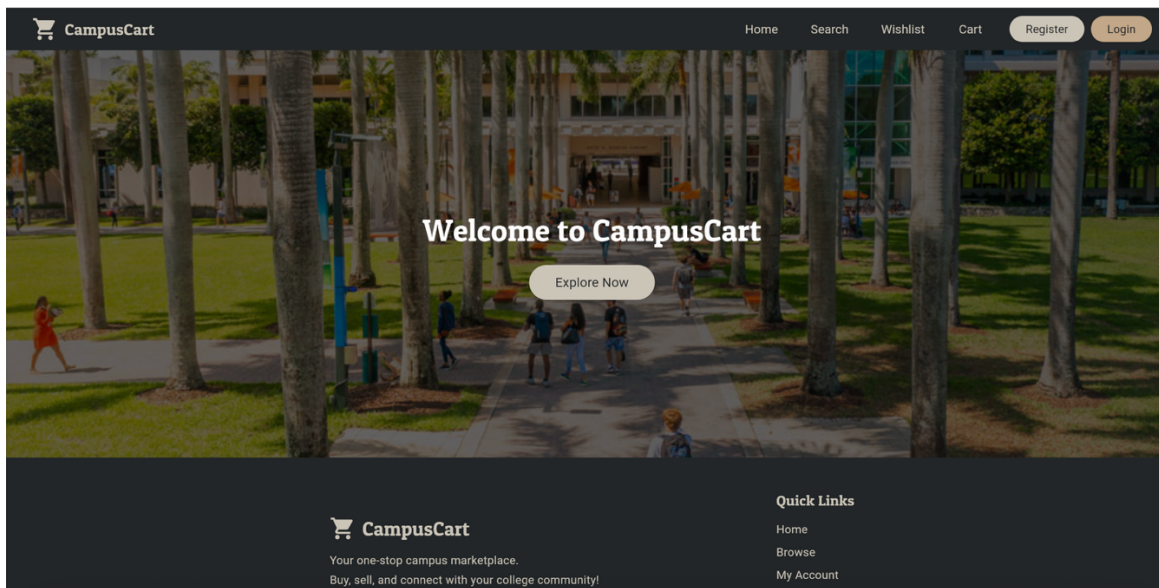 CampusCart
Home
Search
Wishlist
Cart
Register
Login
Welcome to CampusCart
Explore Now
CampusCart
Your one-stop campus marketplace.
Buy, sell, and connect with your college community!
Quick Links
Home
Browse
My Account